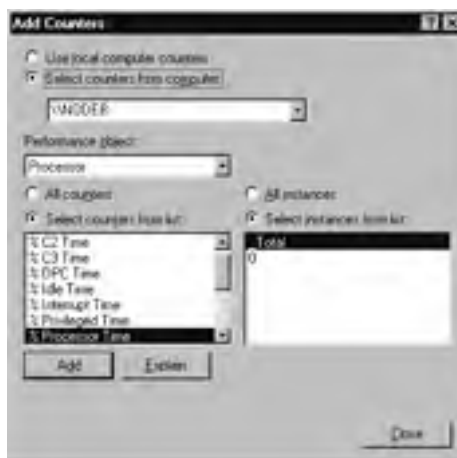 Add Counters
Use local computer counters
Select counters from computer:
\\NODEB
Performance object:
Processor
All counters
All instances
Select counters from list:
Select instances from list:
% C2 Time
% C3 Time
% DPC Time
% Idle Time
% Interrupt Time
% Privileged Time
% Processor Time
_Total
0
Add
Explain
Close